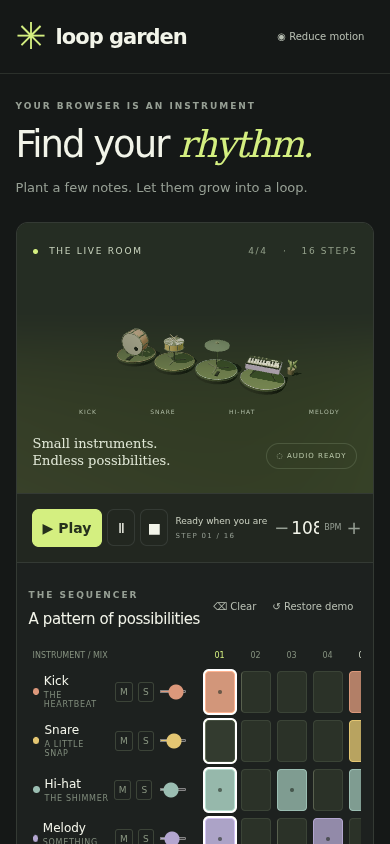 loop garden
◉ Reduce motion
YOUR BROWSER IS AN INSTRUMENT
Find your rhythm.
Plant a few notes. Let them grow into a loop.
THE LIVE ROOM
4/4 · 16 STEPS
KICK SNARE HI-HAT MELODY
Small instruments.
Endless possibilities.
AUDIO READY
▶ Play
Ready when you are
STEP 01 / 16
− 108 BPM +
THE SEQUENCER
A pattern of possibilities
⌫ Clear ↺ Restore demo
INSTRUMENT / MIX 01 02 03 04
Kick
THE
HEARTBEAT
M S
Snare
A LITTLE
SNAP
M S
Hi-hat
THE SHIMMER
M S
Melody
SOMETHING
M S